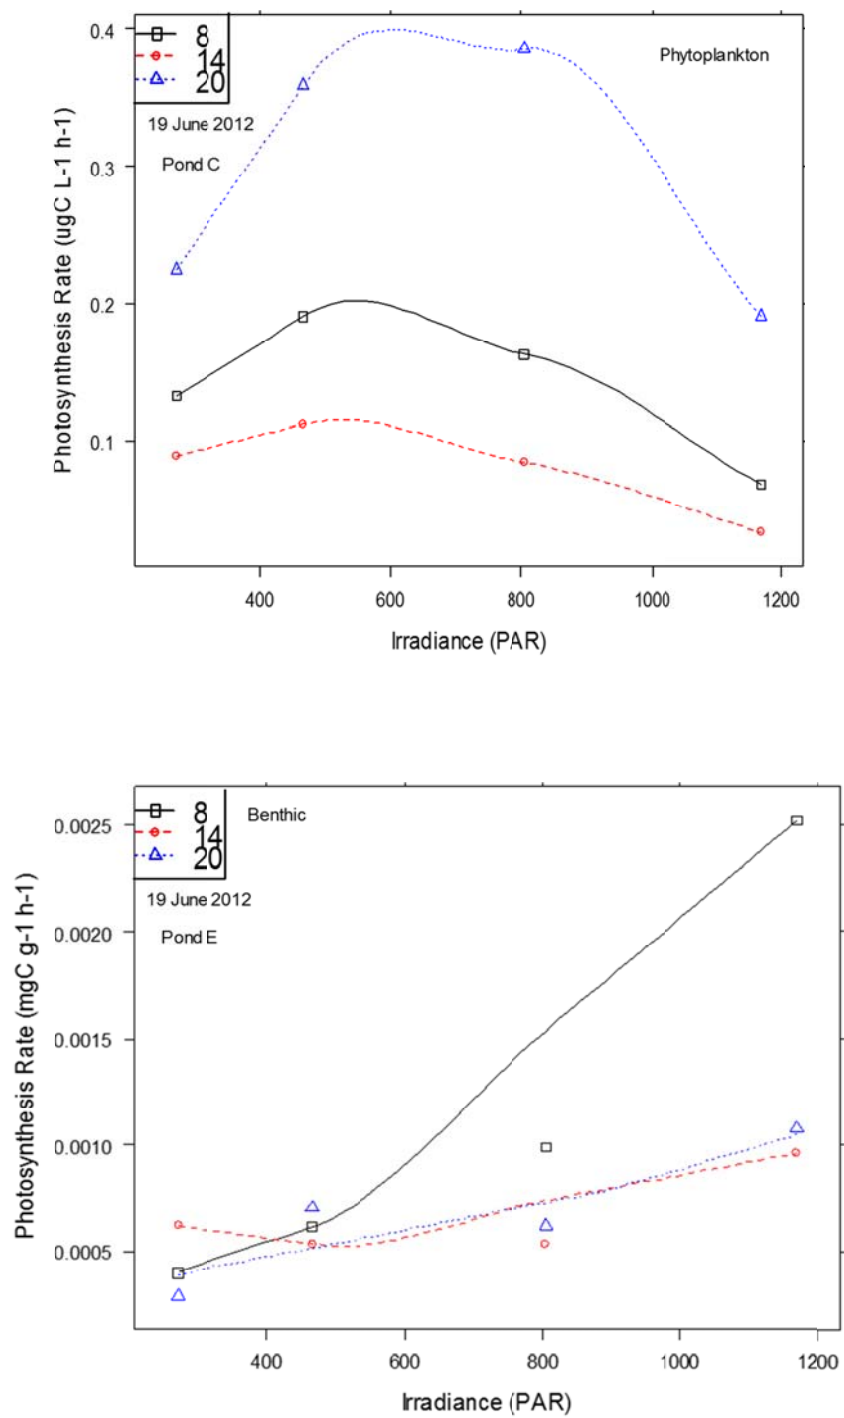 0.4
0.3
0.2
0.1
8
14
20
Phytoplankton
19 June 2012
Pond C
Photosynthesis Rate (ugC L-1 h-1)
400 600 800 1000 1200
Irradiance (PAR)
8
14
20
Benthic
19 June 2012
Pond E
0.0025
0.0020
0.0015
0.0010
0.0005
Photosynthesis Rate (mgC g-1 h-1)
400 600 800 1000 1200
Irradiance (PAR)